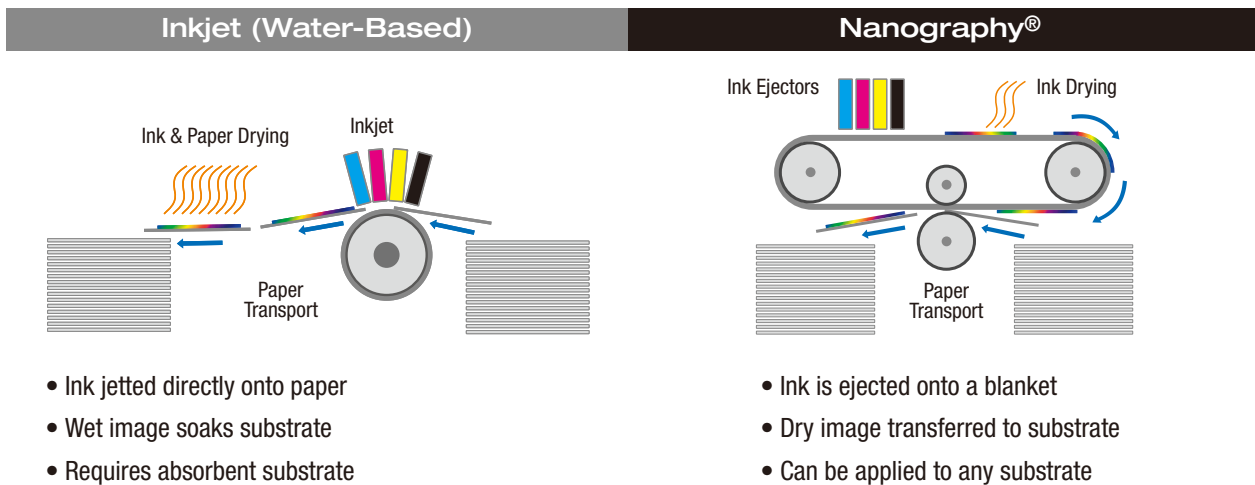 Inkjet (Water-Based)
Ink & Paper Drying
Inkjet
Paper
Transport
• Ink jetted directly onto paper
• Wet image soaks substrate
• Requires absorbent substrate
Nanography®
Ink Ejectors
Ink Drying
Paper
Transport
• Ink is ejected onto a blanket
• Dry image transferred to substrate
• Can be applied to any substrate